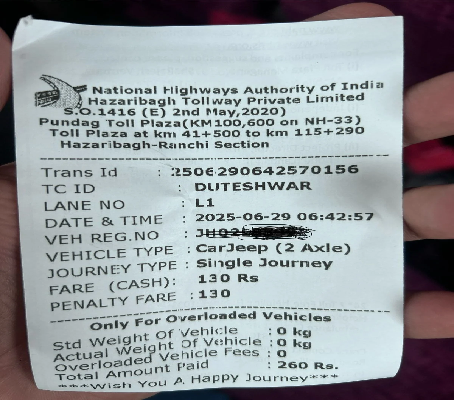 National Highways Authority of India
Hazaribagh Tollway Private Limited
S.O.1416 (E) 2nd May,2020)
Pundag Toll Plaza(KM100,600 on NH-33)
Toll Plaza at km 41+500 to km 115+290
Hazaribagh-Ranchi Section
Trans Id : 2506290642570156
TC ID : DUTESHWAR
LANE NO : L1
DATE & TIME : 2025-06-29 06:42:57
VEH REG.NO :
VEHICLE TYPE : CarJeep (2 Axle)
JOURNEY TYPE : Single Journey
FARE (CASH): 130 Rs
PENALTY FARE : 130
Only For Overloaded Vehicles
Std Weight Of Vehicle : 0 kg
Actual Weight Of Vehicle : 0 kg
Overloaded Vehicle Fees : 0
Total Amount Paid : 260 Rs.
***Wish You A Happy Journey***